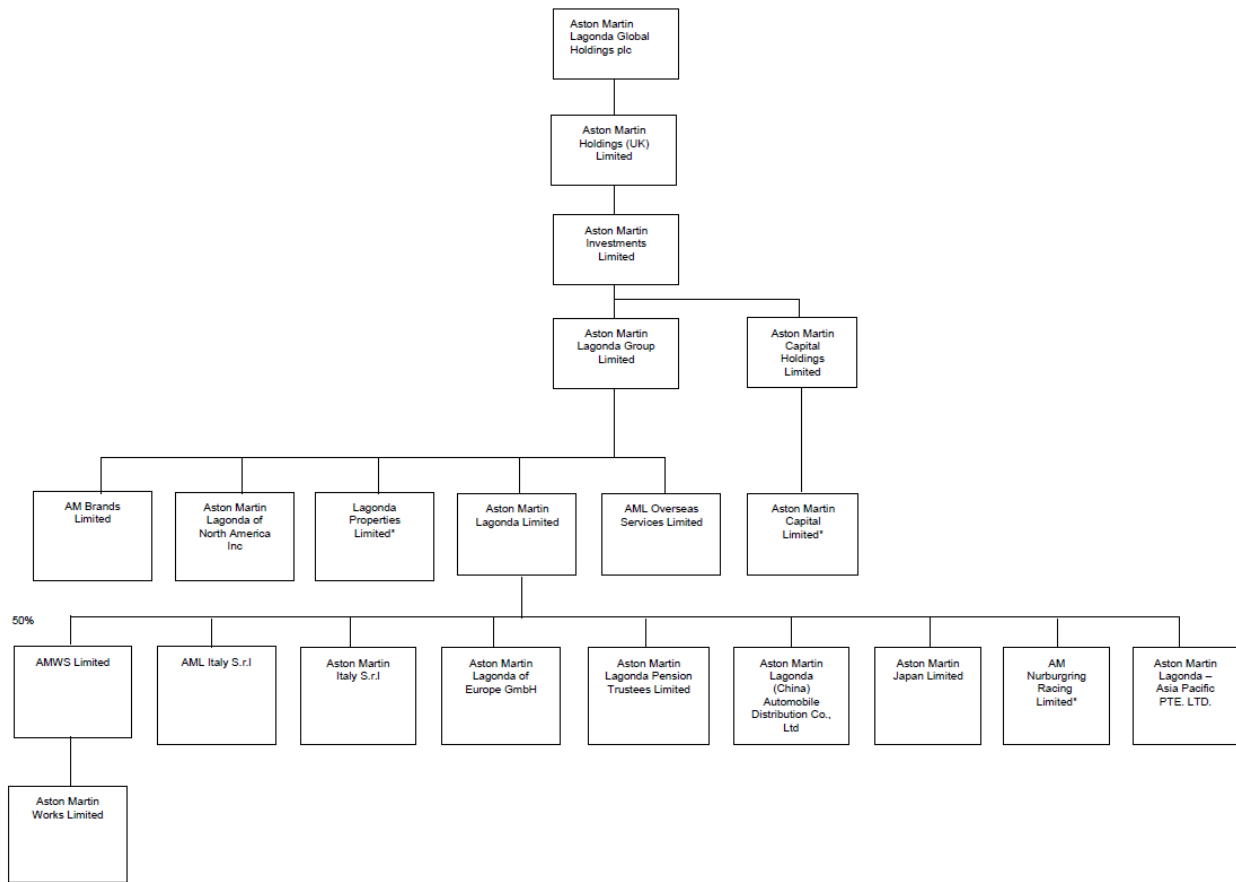 Aston Martin
Lagonda Global
Holdings plc
Aston Martin
Holdings (UK)
Limited
Aston Martin
Investments
Limited
Aston Martin
Lagonda Group
Limited
Aston Martin
Capital
Holdings
Limited
AM Brands
Limited
Aston Martin
Lagonda of
North America
Inc
Lagonda
Properties
Limited*
Aston Martin
Lagonda Limited
AML Overseas
Services Limited
Aston Martin
Capital
Limited*
50%
AMWS Limited
AML Italy S.r.l
Aston Martin
Italy S.r.l
Aston Martin
Lagonda of
Europe GmbH
Aston Martin
Lagonda Pension
Trustees Limited
Aston Martin
Lagonda
(China)
Automobile
Distribution Co.,
Ltd
Aston Martin
Japan Limited
AM
Nurburgring
Racing
Limited*
Aston Martin
Lagonda –
Asia Pacific
PTE. LTD.
Aston Martin
Works Limited